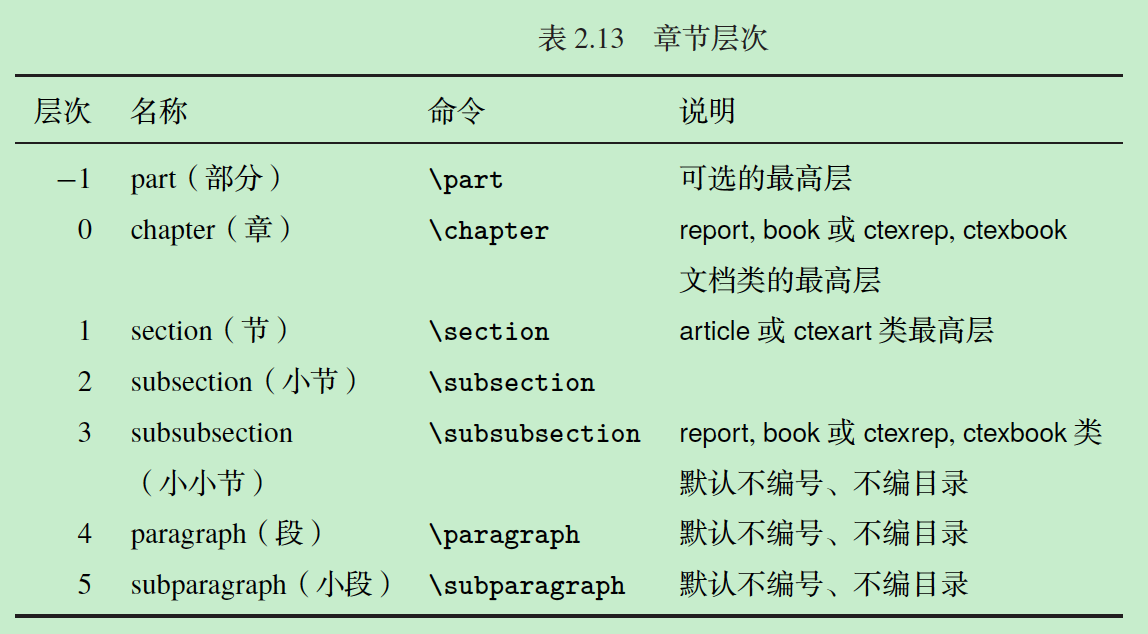 表 2.13 章节层次
层次 名称 命令 说明
−1 part（部分） \part 可选的最高层
0 chapter（章） \chapter report, book 或 ctexrep, ctexbook
文档类的最高层
1 section（节） \section article 或 ctexart 类最高层
2 subsection（小节） \subsection
3 subsubsection \subsubsection report, book 或 ctexrep, ctexbook 类
（小小节） 默认不编号、不编目录
4 paragraph（段） \paragraph 默认不编号、不编目录
5 subparagraph（小段） \subparagraph 默认不编号、不编目录